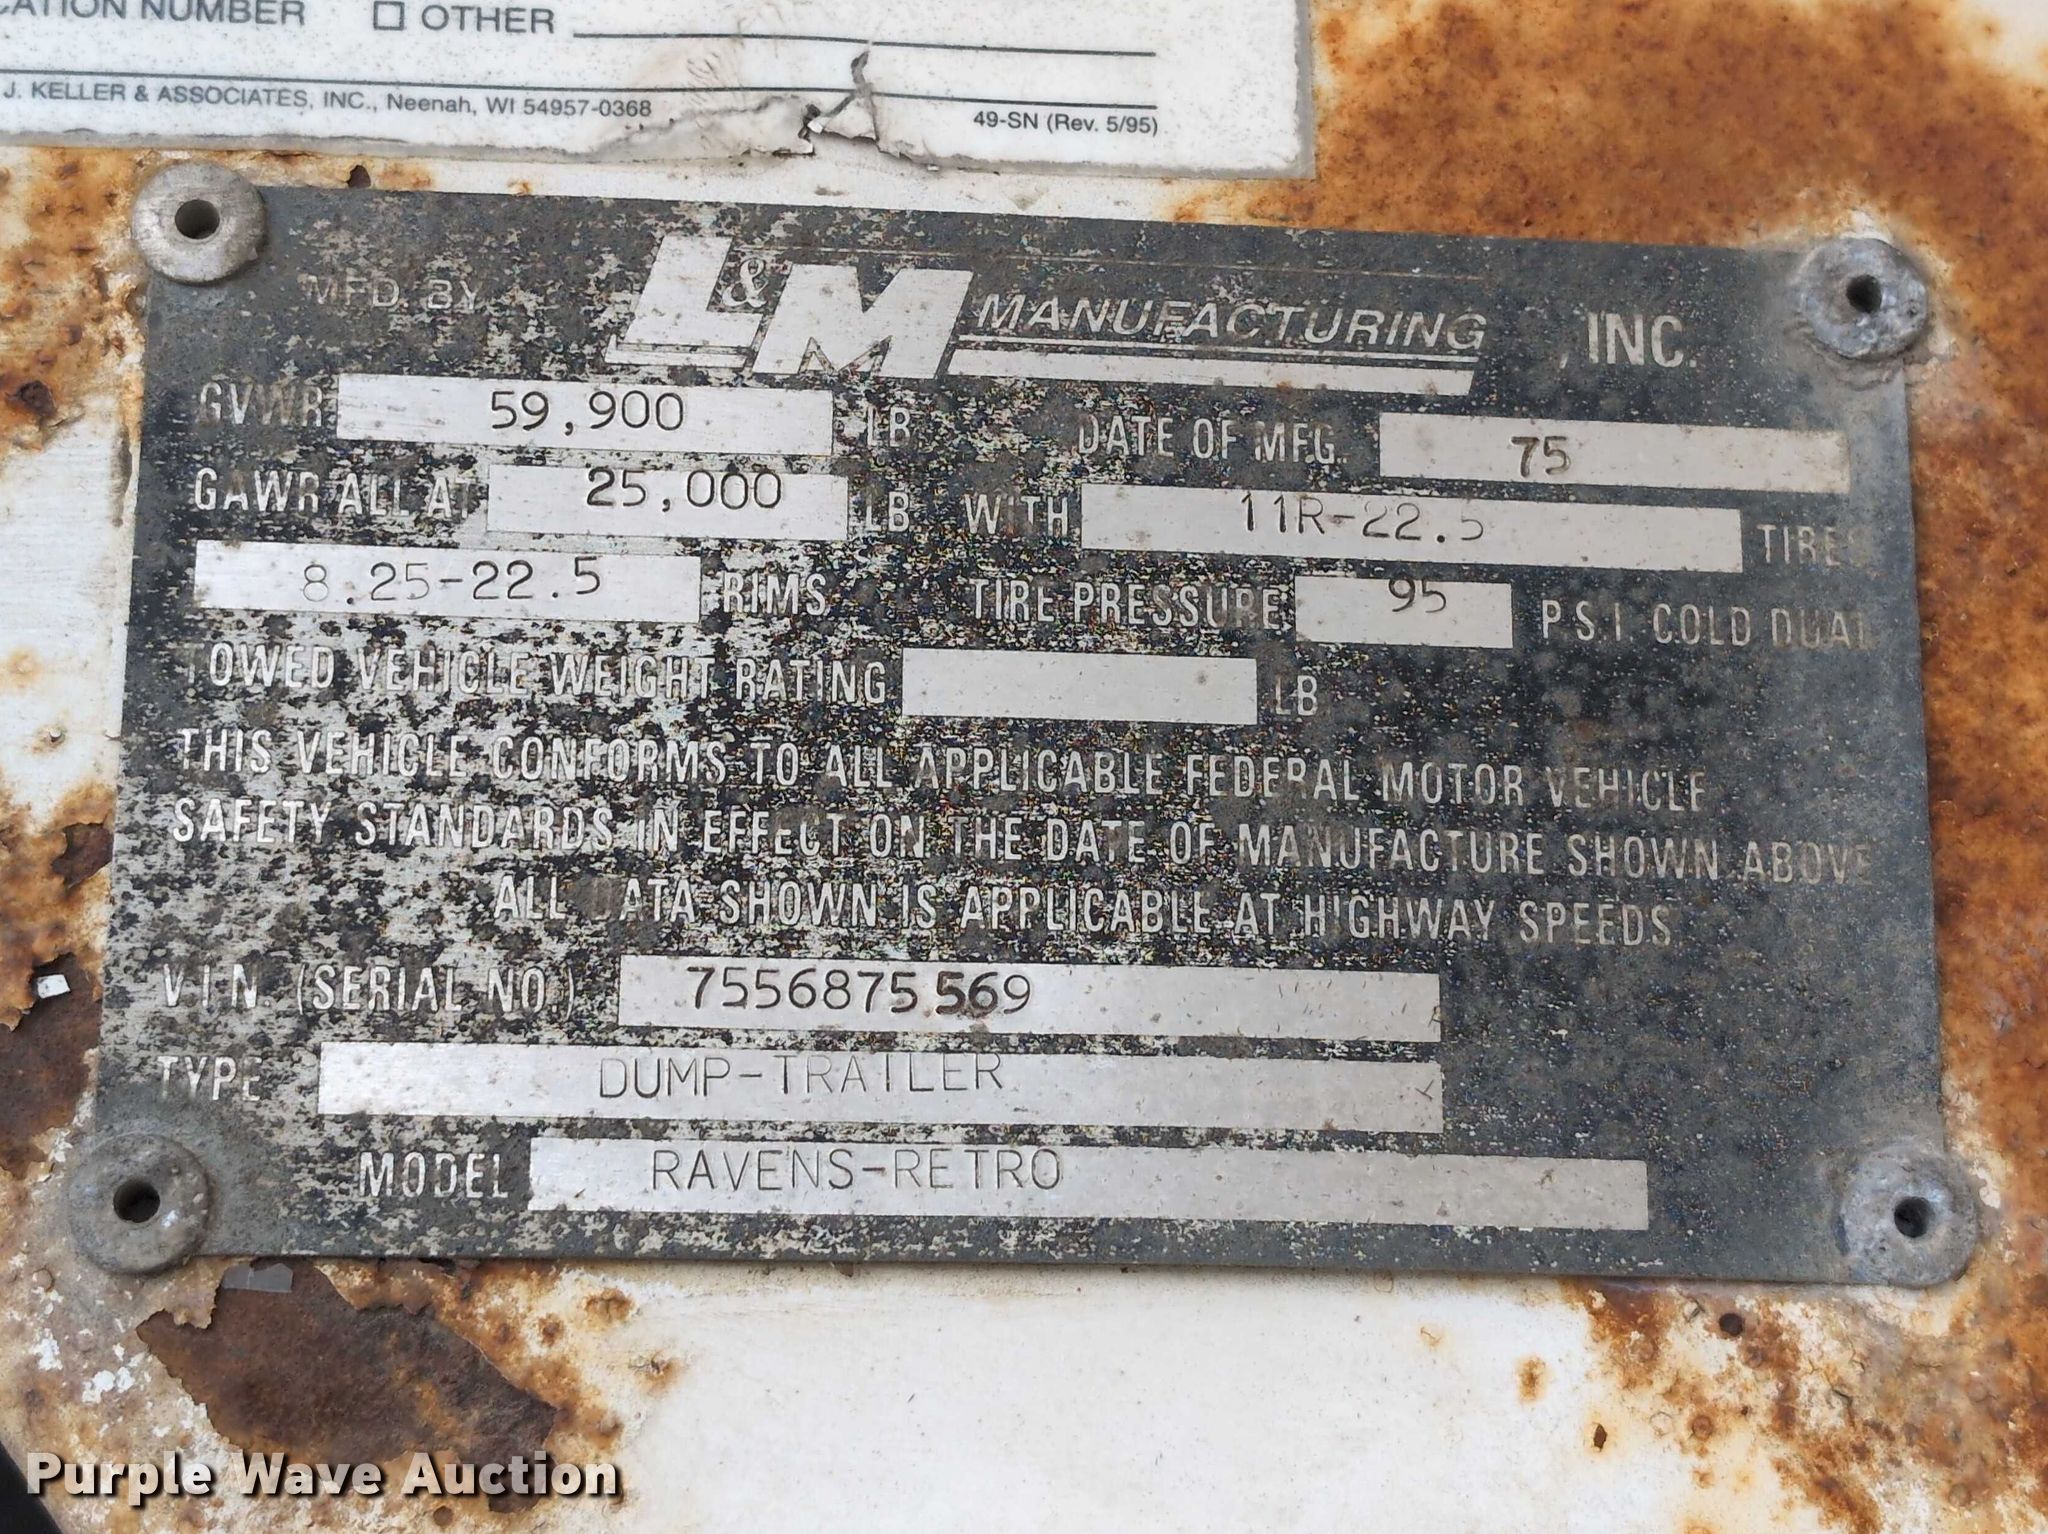 CATION NUMBER ☐ OTHER
J. KELLER & ASSOCIATES, INC., Neenah, WI 54957-0368 49-SN (Rev. 5/95)
MFD. BY L&M MANUFACTURING, INC.
GVWR 59,900 LB. DATE OF MFG. 75
GAWR ALL AT 25,000 LB WITH 11R-22.5 TIRES
8.25-22.5 RIMS TIRE PRESSURE 95 P.S.I. COLD DUAL
TOWED VEHICLE WEIGHT RATING LB
THIS VEHICLE CONFORMS TO ALL APPLICABLE FEDERAL MOTOR VEHICLE
SAFETY STANDARDS IN EFFECT ON THE DATE OF MANUFACTURE SHOWN ABOVE
ALL DATA SHOWN IS APPLICABLE AT HIGHWAY SPEEDS
V.I.N. (SERIAL NO.) 7556875569
TYPE DUMP-TRAILER
MODEL RAVENS-RETRO
Purple Wave Auction